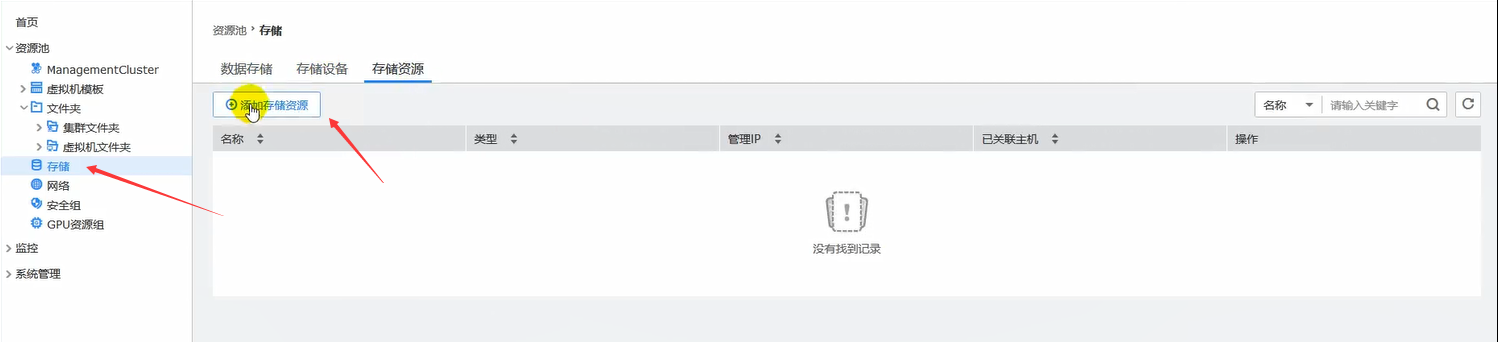 首页
资源池
ManagementCluster
虚拟机模板
文件夹
集群文件夹
虚拟机文件夹
存储
网络
安全组
GPU资源组
监控
系统管理
资源池 > 存储
数据存储 存储设备 存储资源
添加存储资源
名称 请输入关键字
名称 类型 管理IP 已关联主机 操作
没有找到记录